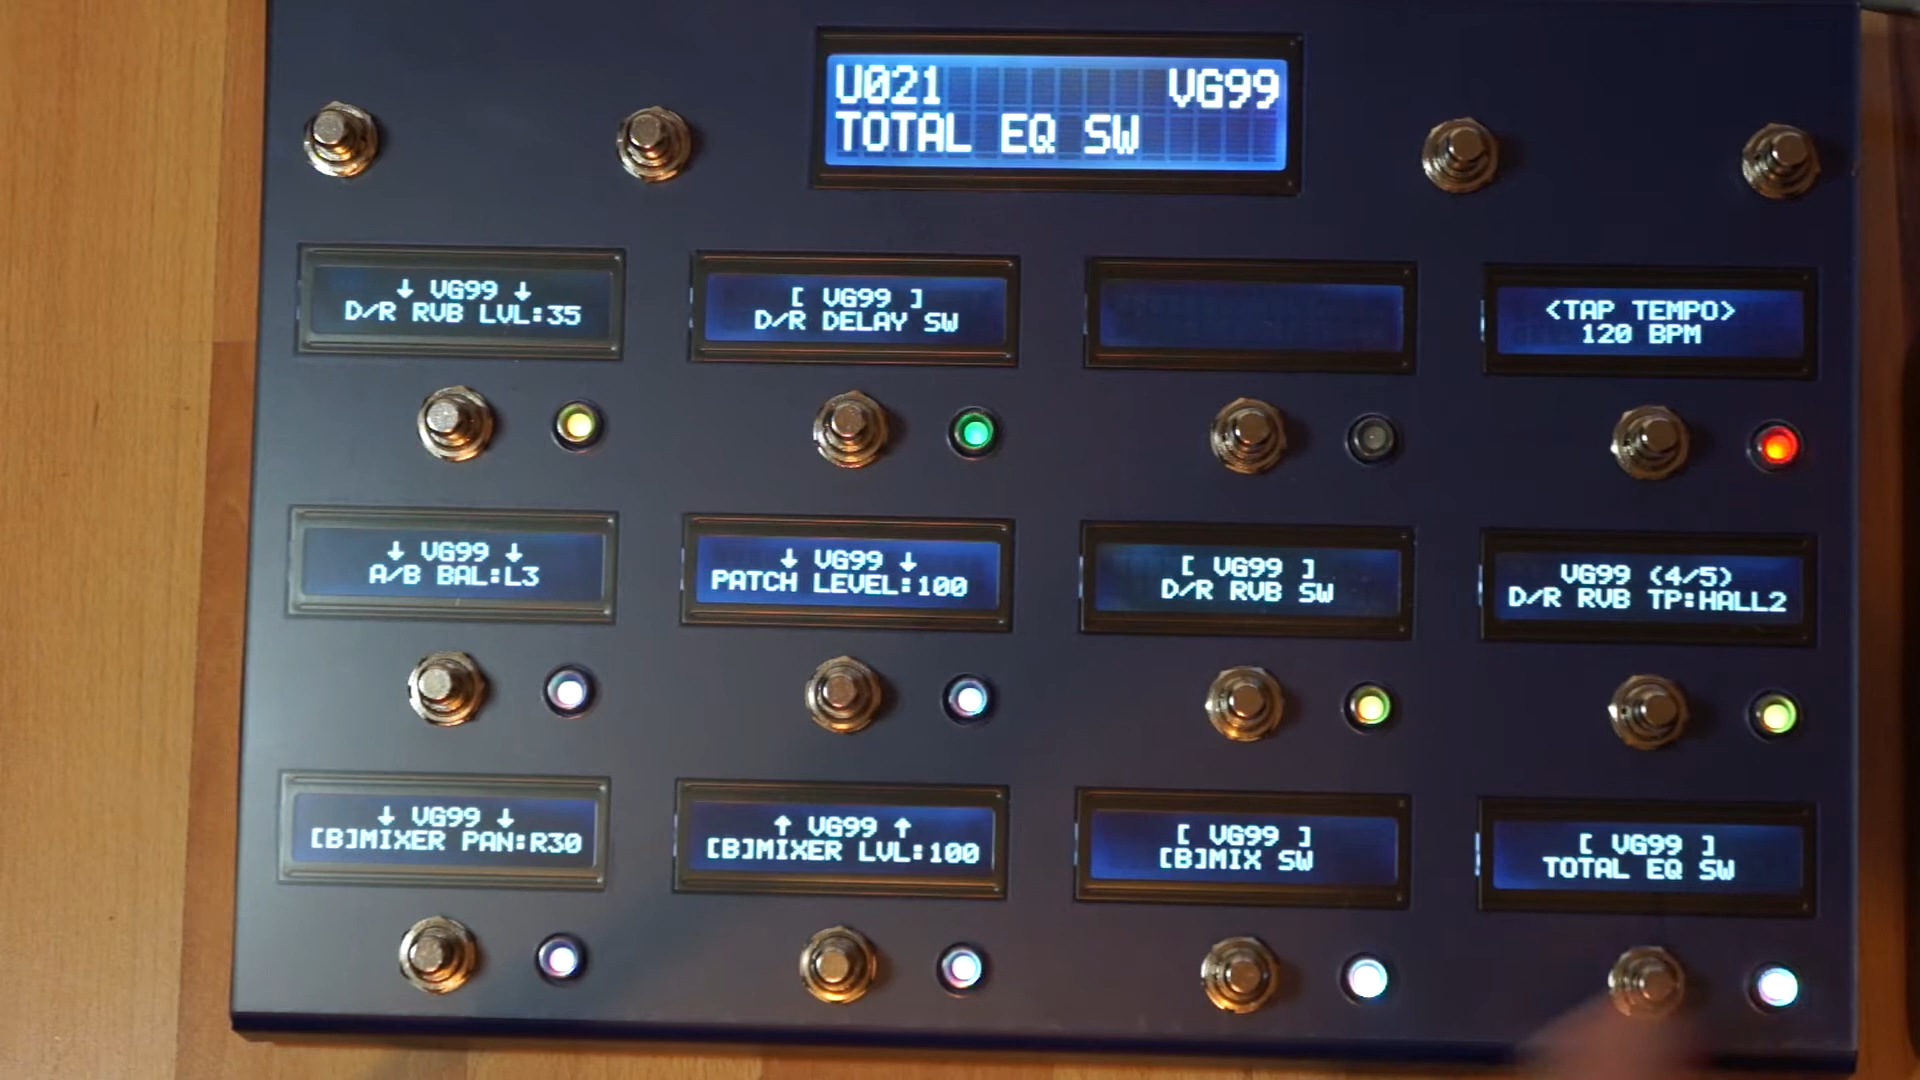 U021 VG99
TOTAL EQ SW
↓ VG99 ↓
D/R RVB LVL:35
[ VG99 ]
D/R DELAY SW
<TAP TEMPO>
120 BPM
↓ VG99 ↓
A/B BAL:L3
↓ VG99 ↓
PATCH LEVEL:100
[ VG99 ]
D/R RVB SW
VG99 (4/5)
D/R RVB TP:HALL2
↓ VG99 ↓
[B]MIXER PAN:R30
↑ VG99 ↑
[B]MIXER LVL:100
[ VG99 ]
[B]MIX SW
[ VG99 ]
TOTAL EQ SW